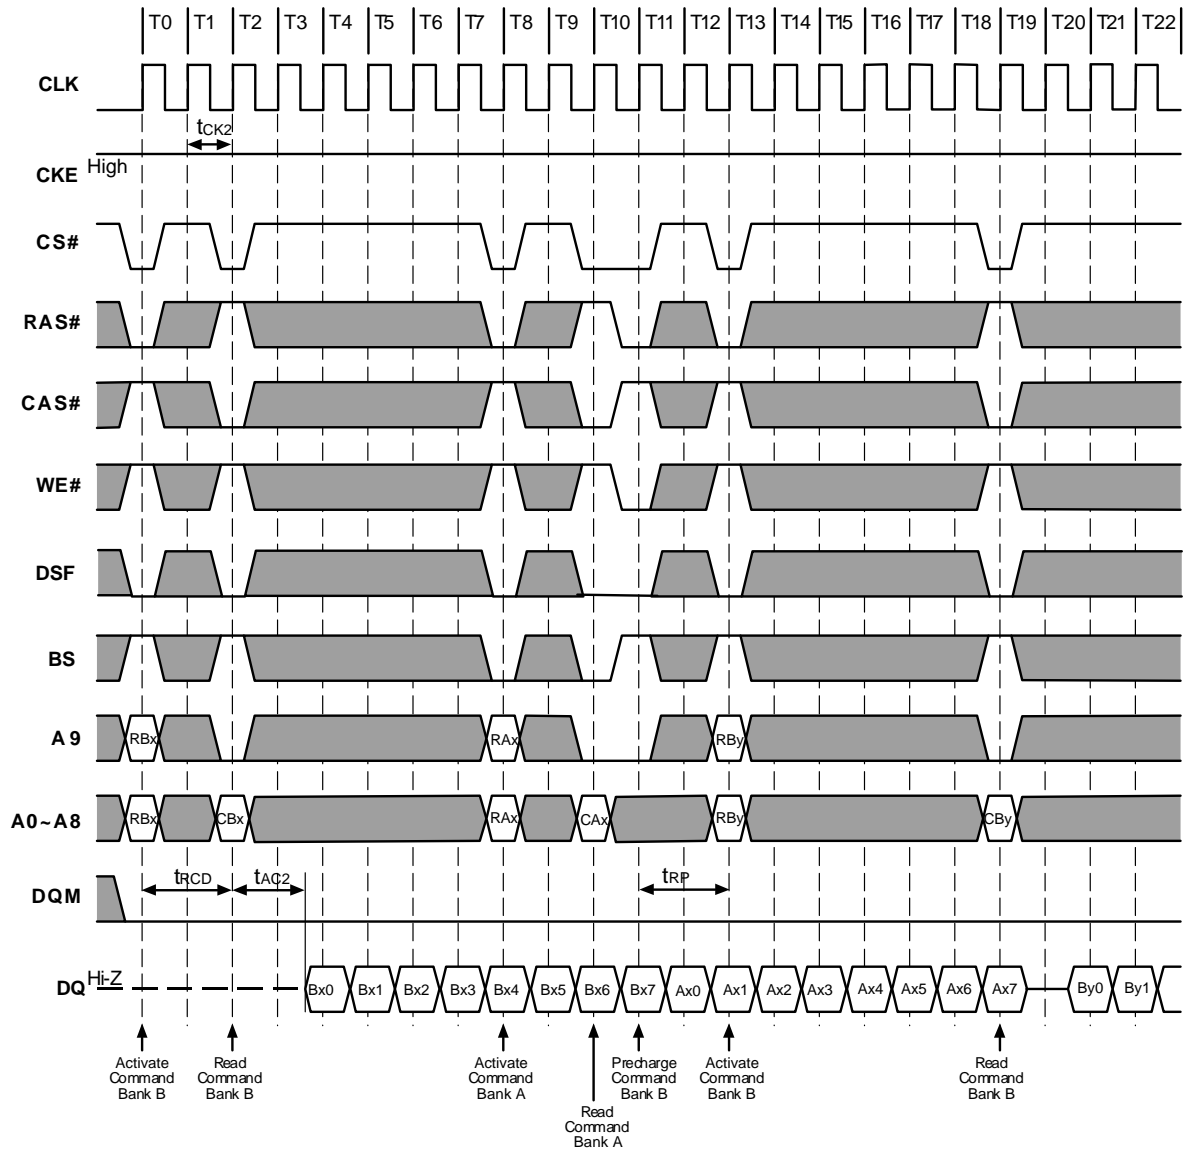 T0 T1 T2 T3 T4 T5 T6 T7 T8 T9 T10 T11 T12 T13 T14 T15 T16 T17 T18 T19 T20 T21 T22
CLK
tCK2
High
CKE
CS#
RAS#
CAS#
WE#
DSF
BS
A9 RBx RAx RBy
A0~A8 RBx CBx RAx CAx RBy CBy
tRCD tAC2 tRP
DQM
Hi-Z
DQ Bx0 Bx1 Bx2 Bx3 Bx4 Bx5 Bx6 Bx7 Ax0 Ax1 Ax2 Ax3 Ax4 Ax5 Ax6 Ax7 By0 By1
Activate
Command
Bank B
Read
Command
Bank B
Activate
Command
Bank A
Read
Command
Bank A
Precharge
Command
Bank B
Activate
Command
Bank B
Read
Command
Bank B